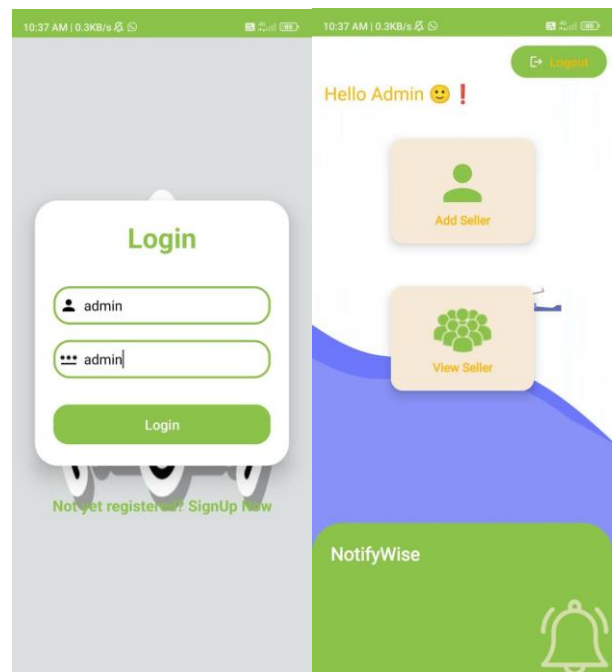 10:37 AM | 0.3KB/s
Login
admin
admin
Login
Not yet registered? SignUp Now
10:37 AM | 0.3KB/s
Logout
Hello Admin 🙂❗
Add Seller
View Seller
NotifyWise